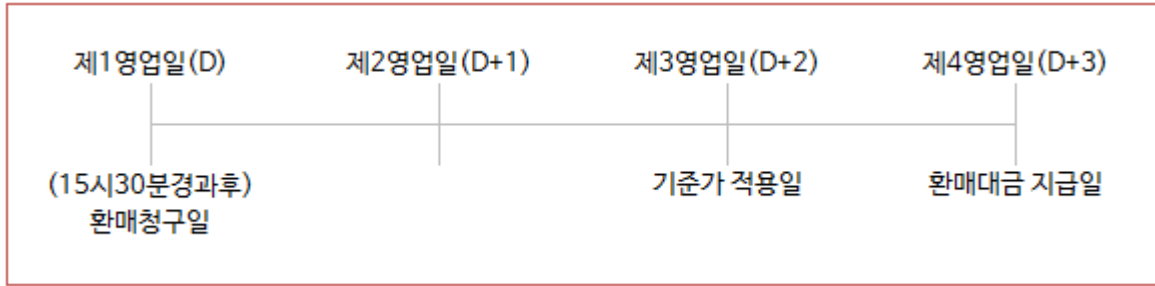 제1영업일(D) 제2영업일(D+1) 제3영업일(D+2) 제4영업일(D+3)
(15시30분경과후) 기준가 적용일 환매대금 지급일
환매청구일